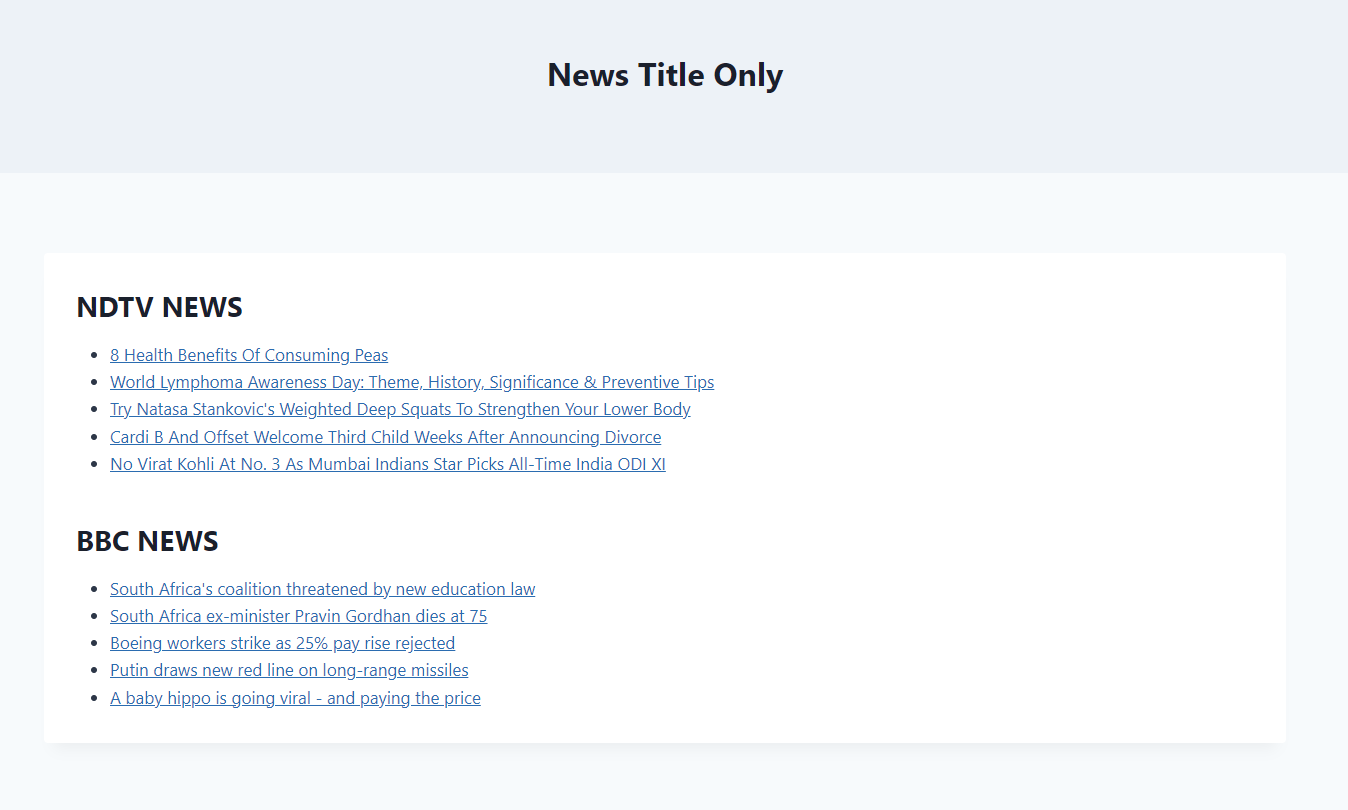 News Title Only
NDTV NEWS
8 Health Benefits Of Consuming Peas
World Lymphoma Awareness Day: Theme, History, Significance & Preventive Tips
Try Natasa Stankovic's Weighted Deep Squats To Strengthen Your Lower Body
Cardi B And Offset Welcome Third Child Weeks After Announcing Divorce
No Virat Kohli At No. 3 As Mumbai Indians Star Picks All-Time India ODI XI
BBC NEWS
South Africa's coalition threatened by new education law
South Africa ex-minister Pravin Gordhan dies at 75
Boeing workers strike as 25% pay rise rejected
Putin draws new red line on long-range missiles
A baby hippo is going viral - and paying the price